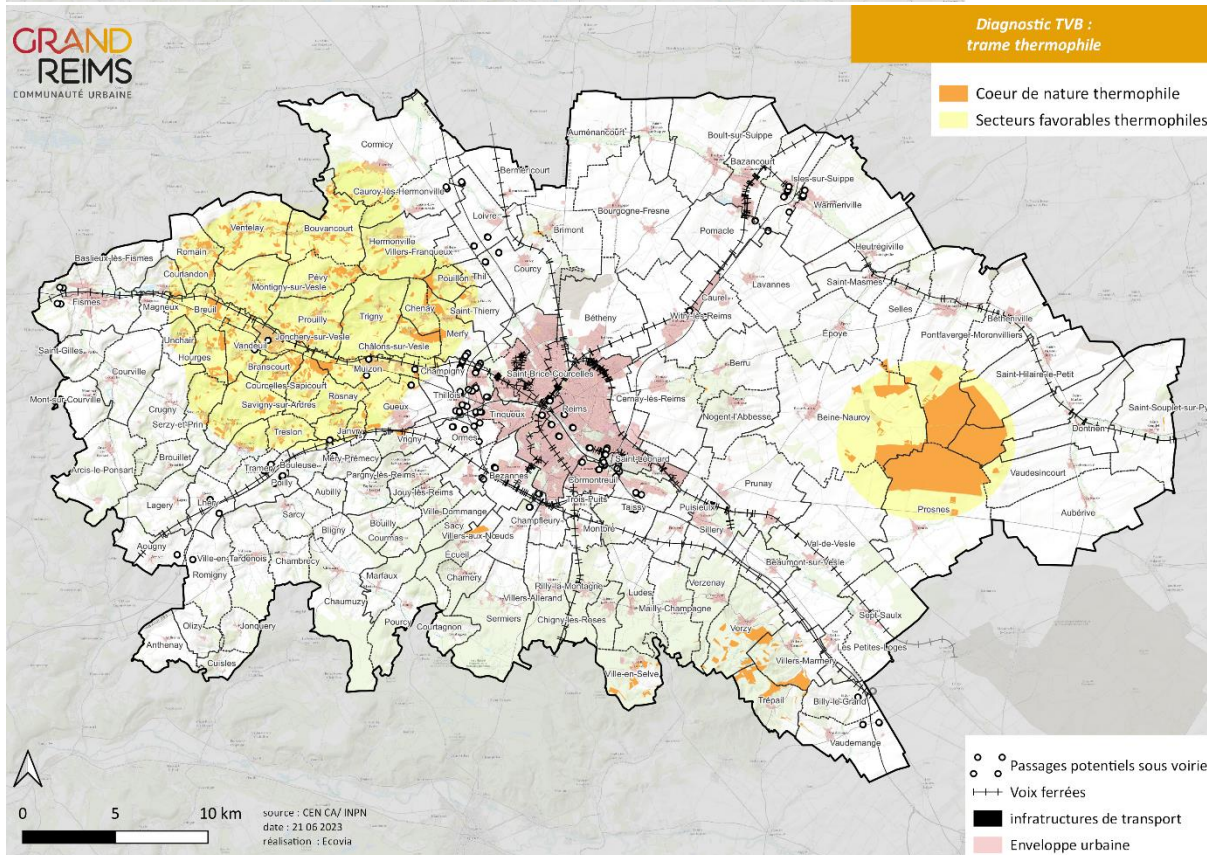 GRAND
REIMS
COMMUNAUTÉ URBAINE
Diagnostic TVB :
trame thermophile
Coeur de nature thermophile
Secteurs favorables thermophiles
Cormicy
Auménancourt
Boult-sur-Suippe
Bazancourt
Berméricourt
Isles-sur-Suippe
Cauroy-lès-Hermonville
Warmeriville
Loivre
Bourgogne-Fresne
Ventelay
Bouvancourt
Brimont
Pomacle
Hermonville
Villers-Franqueux
Heutrégiville
Romain
Baslieux-lès-Fismes
Courcy
Courlandon
Pévy
Pouillon
Thil
Lavannes
Saint-Masmes
Montigny-sur-Vesle
Fismes
Magneux
Breuil
Chenay
Saint-Thierry
Caurel
Selles
Prouilly
Trigny
Bétheny
Witry-lès-Reims
Bétheniville
Unchair
Jonchery-sur-Vesle
Merfy
Époye
Pontfaverger-Moronvilliers
Vandeuil
Châlons-sur-Vesle
Saint-Gilles
Hourges
Branscourt
Muizon
Champigny
Saint-Brice-Courcelles
Berru
Saint-Hilaire-le-Petit
Courville
Courcelles-Sapicourt
Thillois
Cernay-lès-Reims
Mont-sur-Courville
Rosnay
Tinqueux
Reims
Nogent-l'Abbesse
Beine-Nauroy
Saint-Souplet-sur-Py
Crugny
Savigny-sur-Ardres
Gueux
Serzy-et-Prin
Treslon
Janvry
Vrigny
Ormes
Dontrien
Brouillet
Méry-Prémecy
Saint-Léonard
Tramery
Bouleuse
Arcis-le-Ponsart
Pargny-lès-Reims
Bezannes
Cormontreuil
Vaudesincourt
Poilly
Aubilly
Jouy-lès-Reims
Trois-Puits
Taissy
Prunay
Lagery
Lhéry
Ville-Dommange
Puisieulx
Prosnes
Aubérive
Sarcy
Bouilly
Sacy
Champfleury
Bligny
Courmas
Villers-aux-Nœuds
Montbré
Sillery
Aougny
Val-de-Vesle
Ville-en-Tardenois
Chambrecy
Écueil
Beaumont-sur-Vesle
Romigny
Chamery
Rilly-la-Montagne
Verzenay
Marfaux
Villers-Allerand
Ludes
Mailly-Champagne
Chaumuzy
Sermiers
Chigny-les-Roses
Sept-Saulx
Pourcy
Courtagnon
Verzy
Olizy
Jonquery
Les Petites-Loges
Anthenay
Villers-Marmery
Cuisles
Ville-en-Selve
Trépail
Billy-le-Grand
Vaudemange
Passages potentiels sous voirie
Voix ferrées
infratructures de transport
Enveloppe urbaine
0 5 10 km
source : CEN CA/ INPN
date : 21 06 2023
réalisation : Ecovia